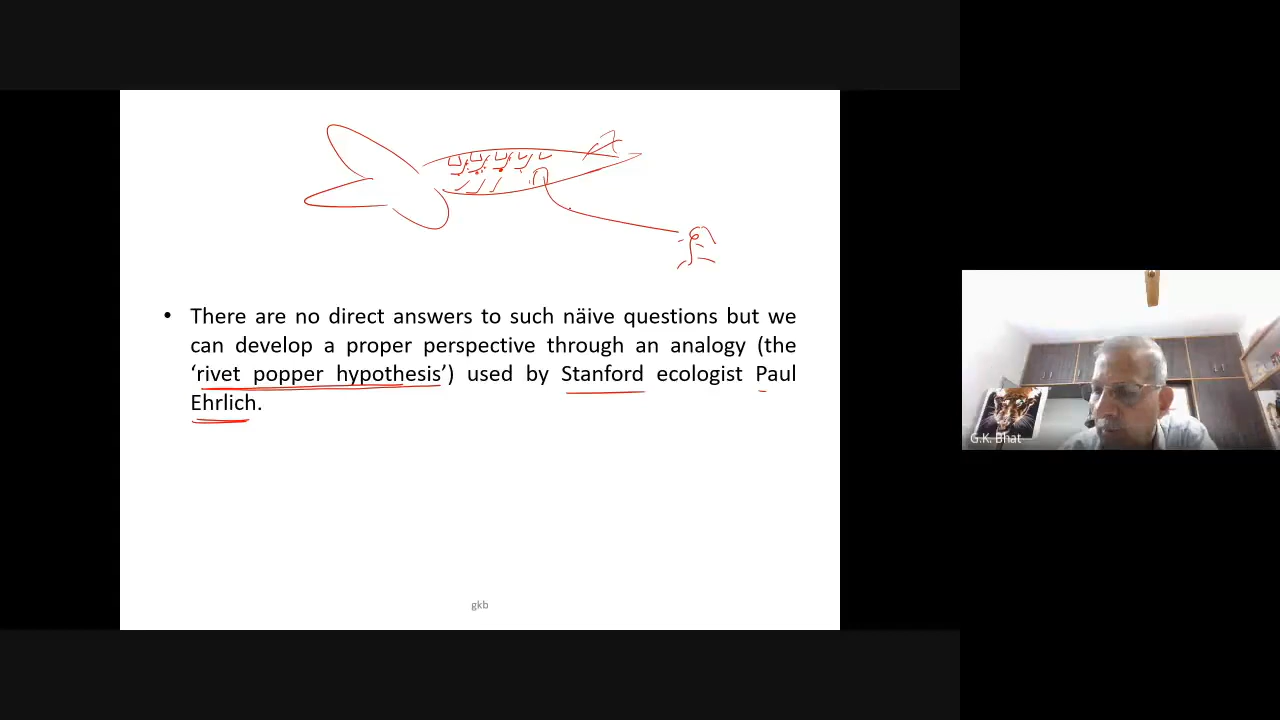 • There are no direct answers to such näive questions but we
can develop a proper perspective through an analogy (the
‘rivet popper hypothesis’) used by Stanford ecologist Paul
Ehrlich.
G.K. Bhat
gkb